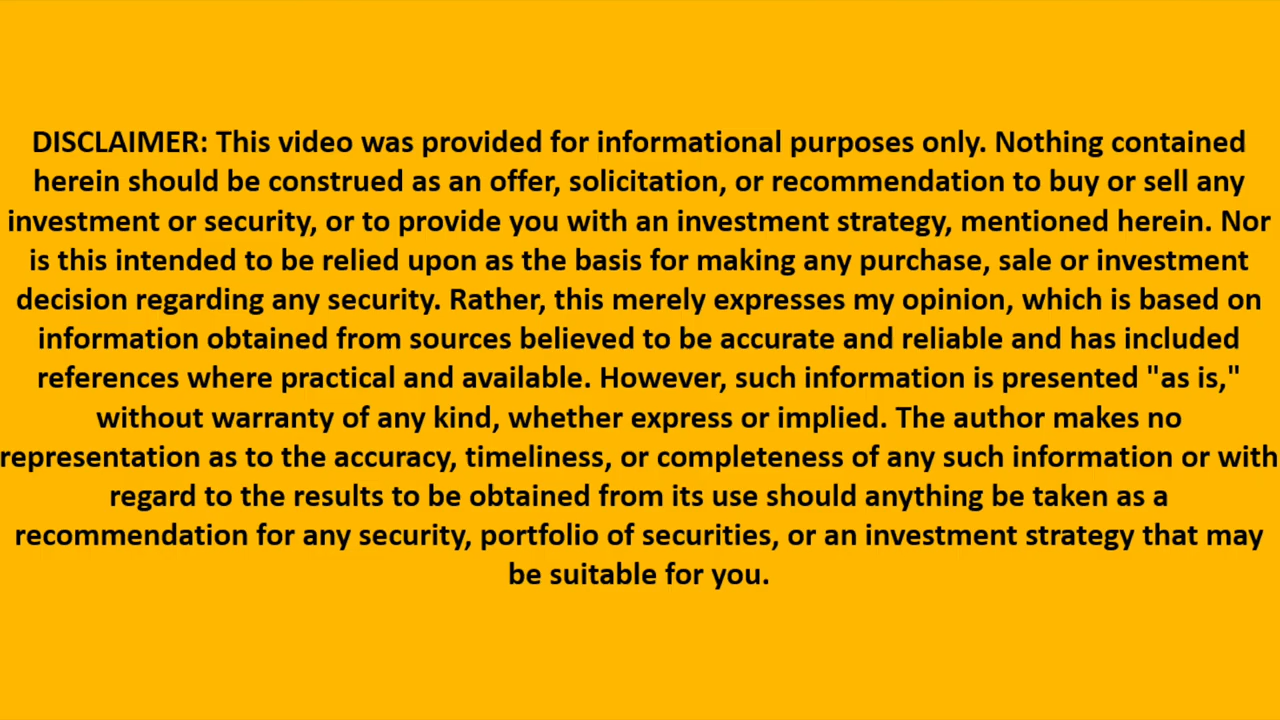 DISCLAIMER: This video was provided for informational purposes only. Nothing contained
herein should be construed as an offer, solicitation, or recommendation to buy or sell any
investment or security, or to provide you with an investment strategy, mentioned herein. Nor
is this intended to be relied upon as the basis for making any purchase, sale or investment
decision regarding any security. Rather, this merely expresses my opinion, which is based on
information obtained from sources believed to be accurate and reliable and has included
references where practical and available. However, such information is presented "as is,"
without warranty of any kind, whether express or implied. The author makes no
representation as to the accuracy, timeliness, or completeness of any such information or with
regard to the results to be obtained from its use should anything be taken as a
recommendation for any security, portfolio of securities, or an investment strategy that may
be suitable for you.